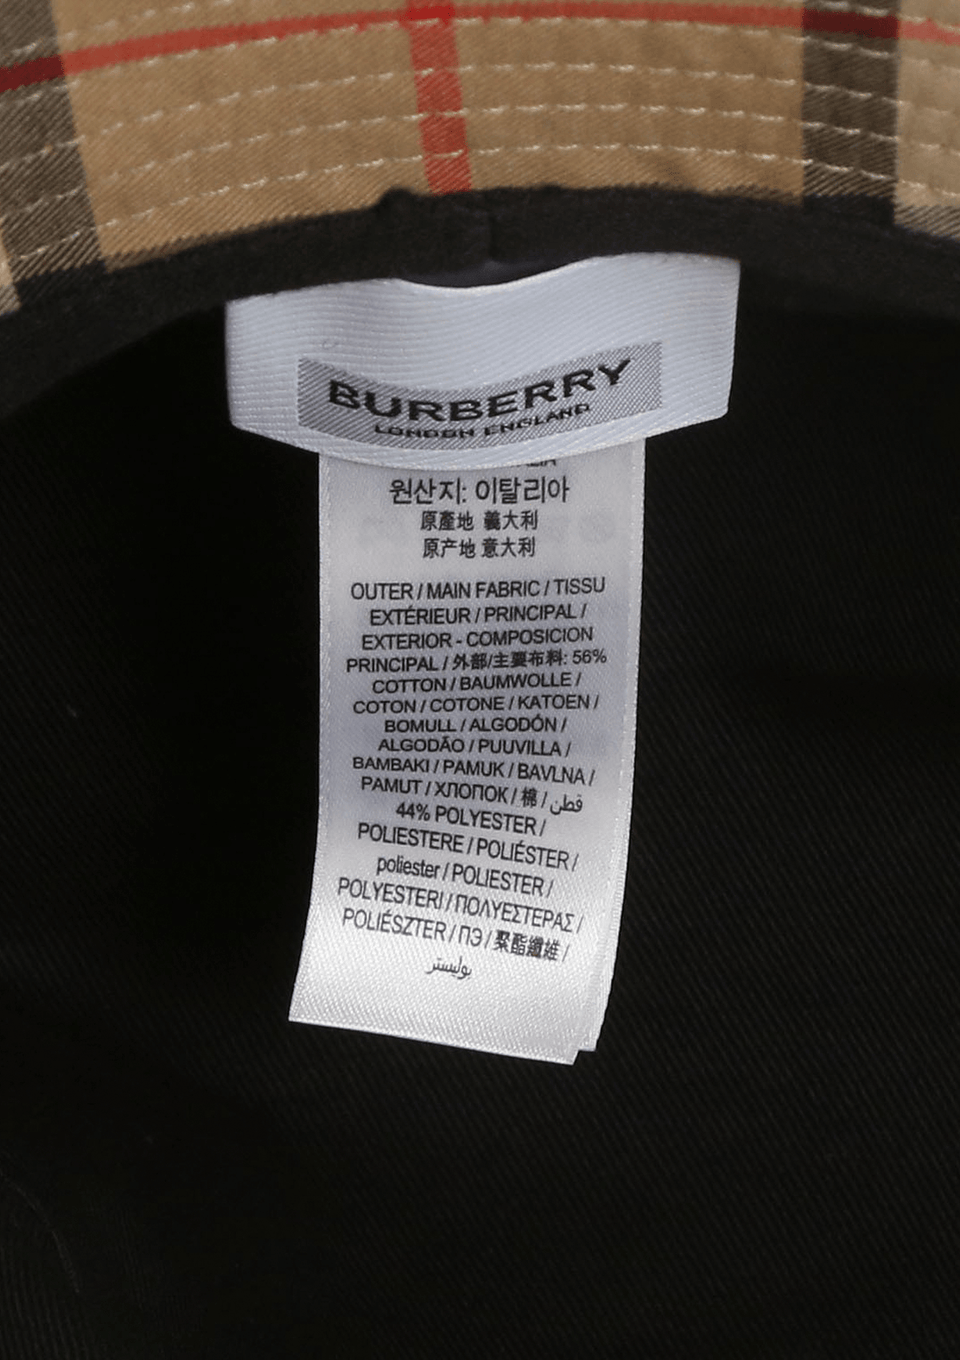 BURBERRY
LONDON ENGLAND
원산지: 이탈리아
原產地 義大利
原产地 意大利
OUTER / MAIN FABRIC / TISSU
EXTÉRIEUR / PRINCIPAL /
EXTERIOR - COMPOSICION
PRINCIPAL / 外部/主要布料: 56%
COTTON / BAUMWOLLE /
COTON / COTONE / KATOEN /
BOMULL / ALGODÓN /
ALGODÃO / PUUVILLA /
BAMBAKI / PAMUK / BAVLNA /
PAMUT / ХЛОПОК / 棉 / قطن
44% POLYESTER /
POLIESTERE / POLIÉSTER /
poliester / POLIESTER /
POLYESTERI / ΠΟΛΥΕΣΤΕΡΑΣ /
POLIÉSZTER / ПЭ / 聚酯纖維 /
بوليستر